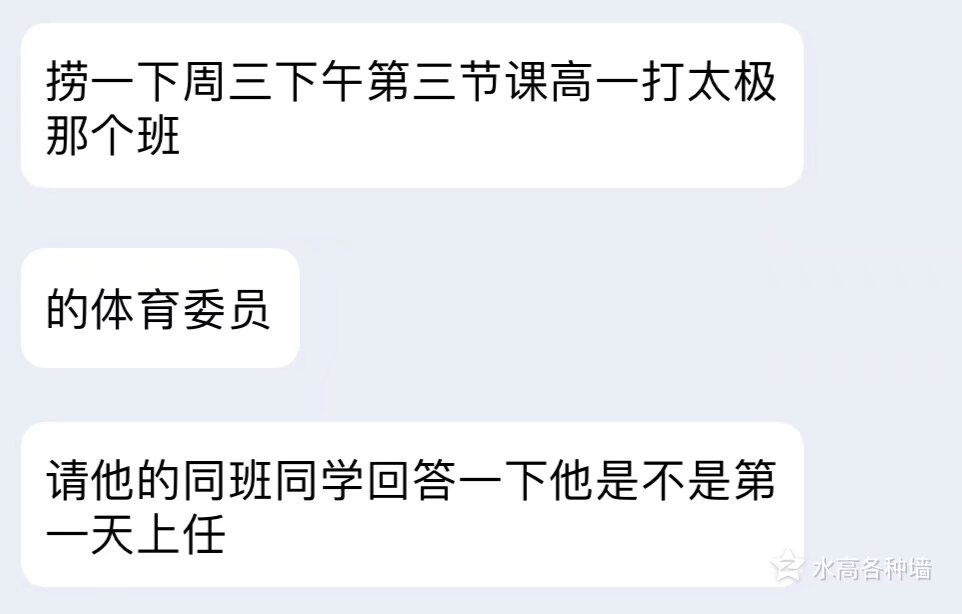 捞一下周三下午第三节课高一打太极
那个班
的体育委员
请他的同班同学回答一下他是不是第
一天上任
水高各种墙